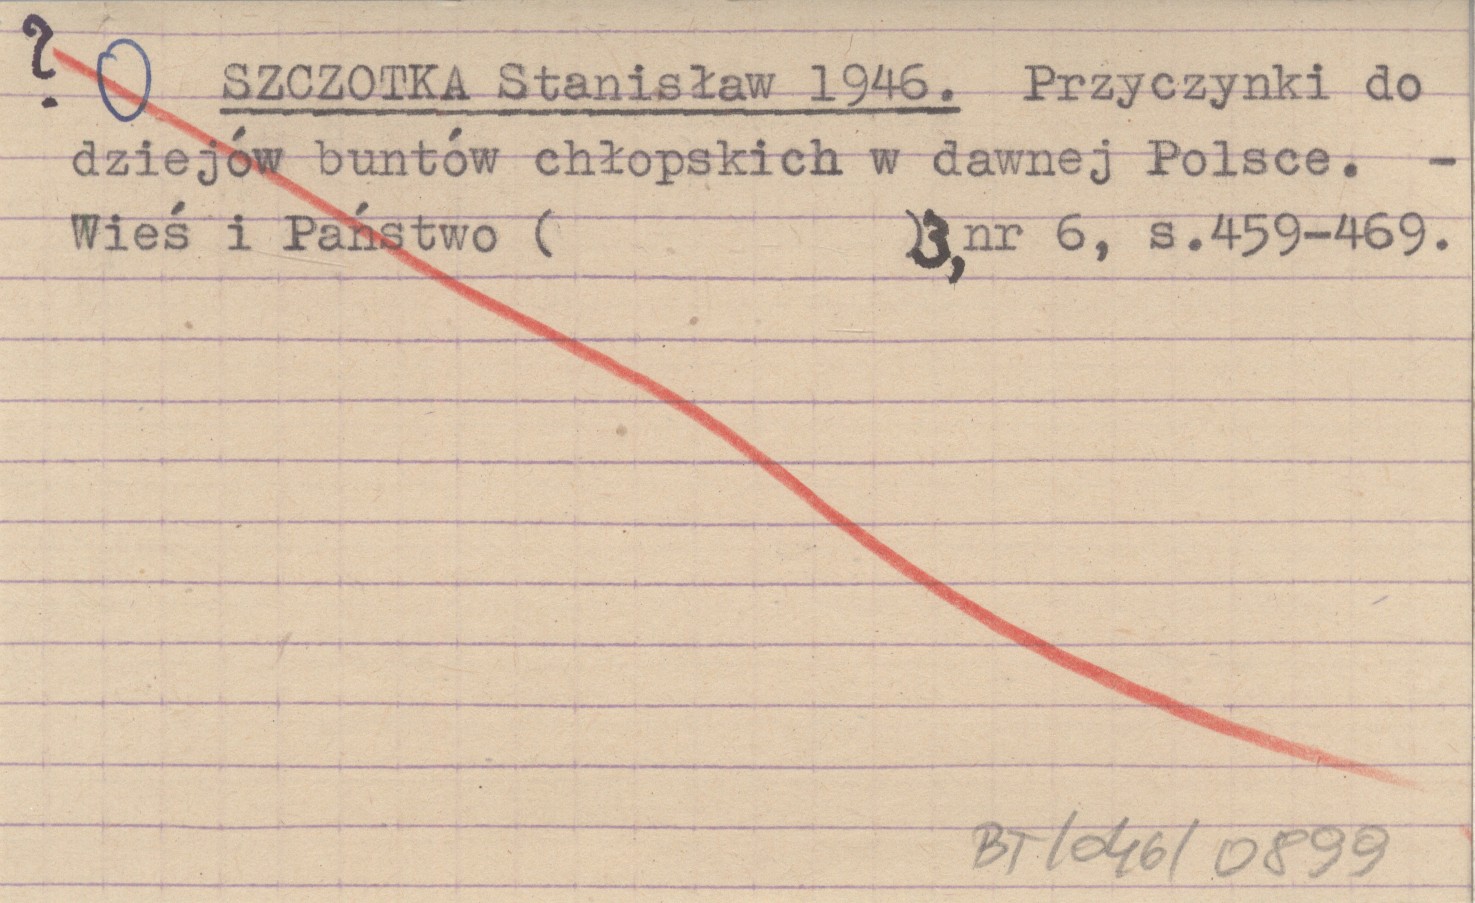 ?
SZCZOTKA Stanisław 1946. Przyczynki do
dziejów buntów chłopskich w dawnej Polsce. -
Wieś i Państwo ( )3, nr 6, s.459-469.
BT/046/0899